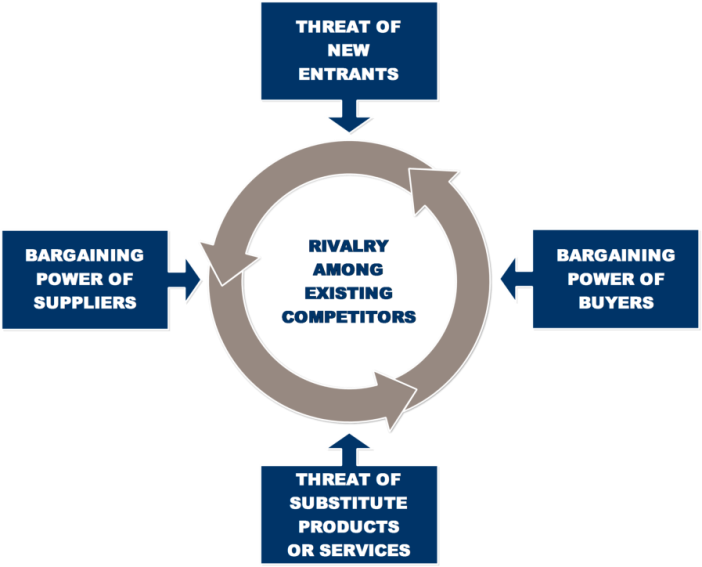 THREAT OF
NEW
ENTRANTS
BARGAINING
POWER OF
SUPPLIERS
RIVALRY
AMONG
EXISTING
COMPETITORS
BARGAINING
POWER OF
BUYERS
THREAT OF
SUBSTITUTE
PRODUCTS
OR SERVICES